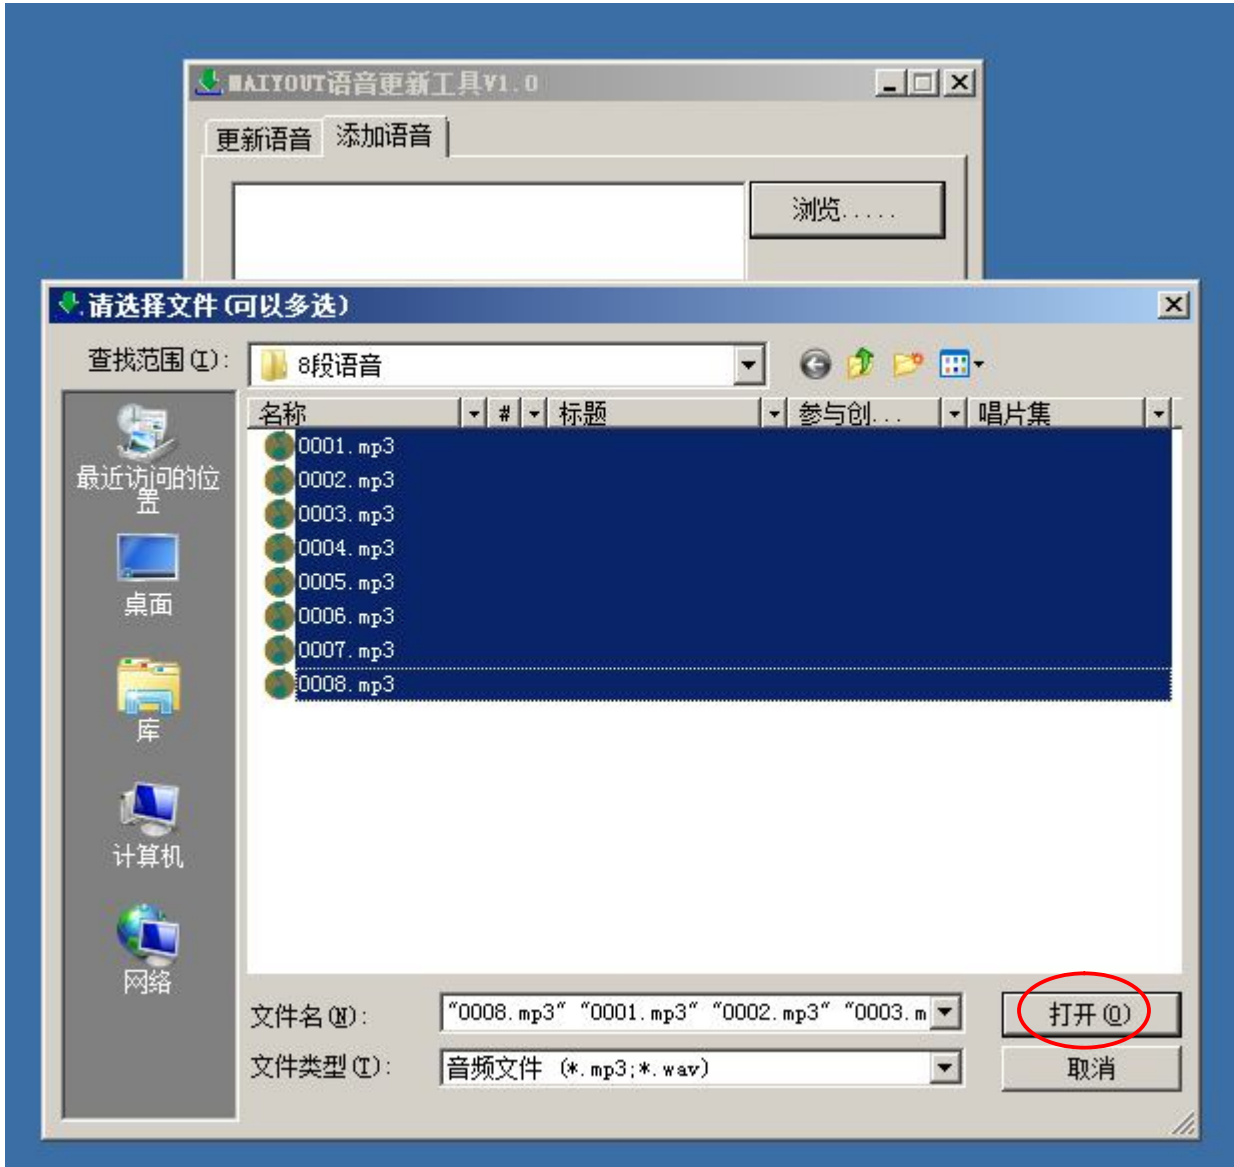 MAIYOUT语音更新工具V1.0
更新语音 添加语音
浏览.....
请选择文件(可以多选)
查找范围(I): 8段语音
名称 # 标题 参与创... 唱片集
0001.mp3
0002.mp3
0003.mp3
0004.mp3
0005.mp3
0006.mp3
0007.mp3
0008.mp3
最近访问的位
置
桌面
库
计算机
网络
文件名(N): "0008.mp3" "0001.mp3" "0002.mp3" "0003.m 打开(O)
文件类型(T): 音频文件 (*.mp3;*.wav) 取消